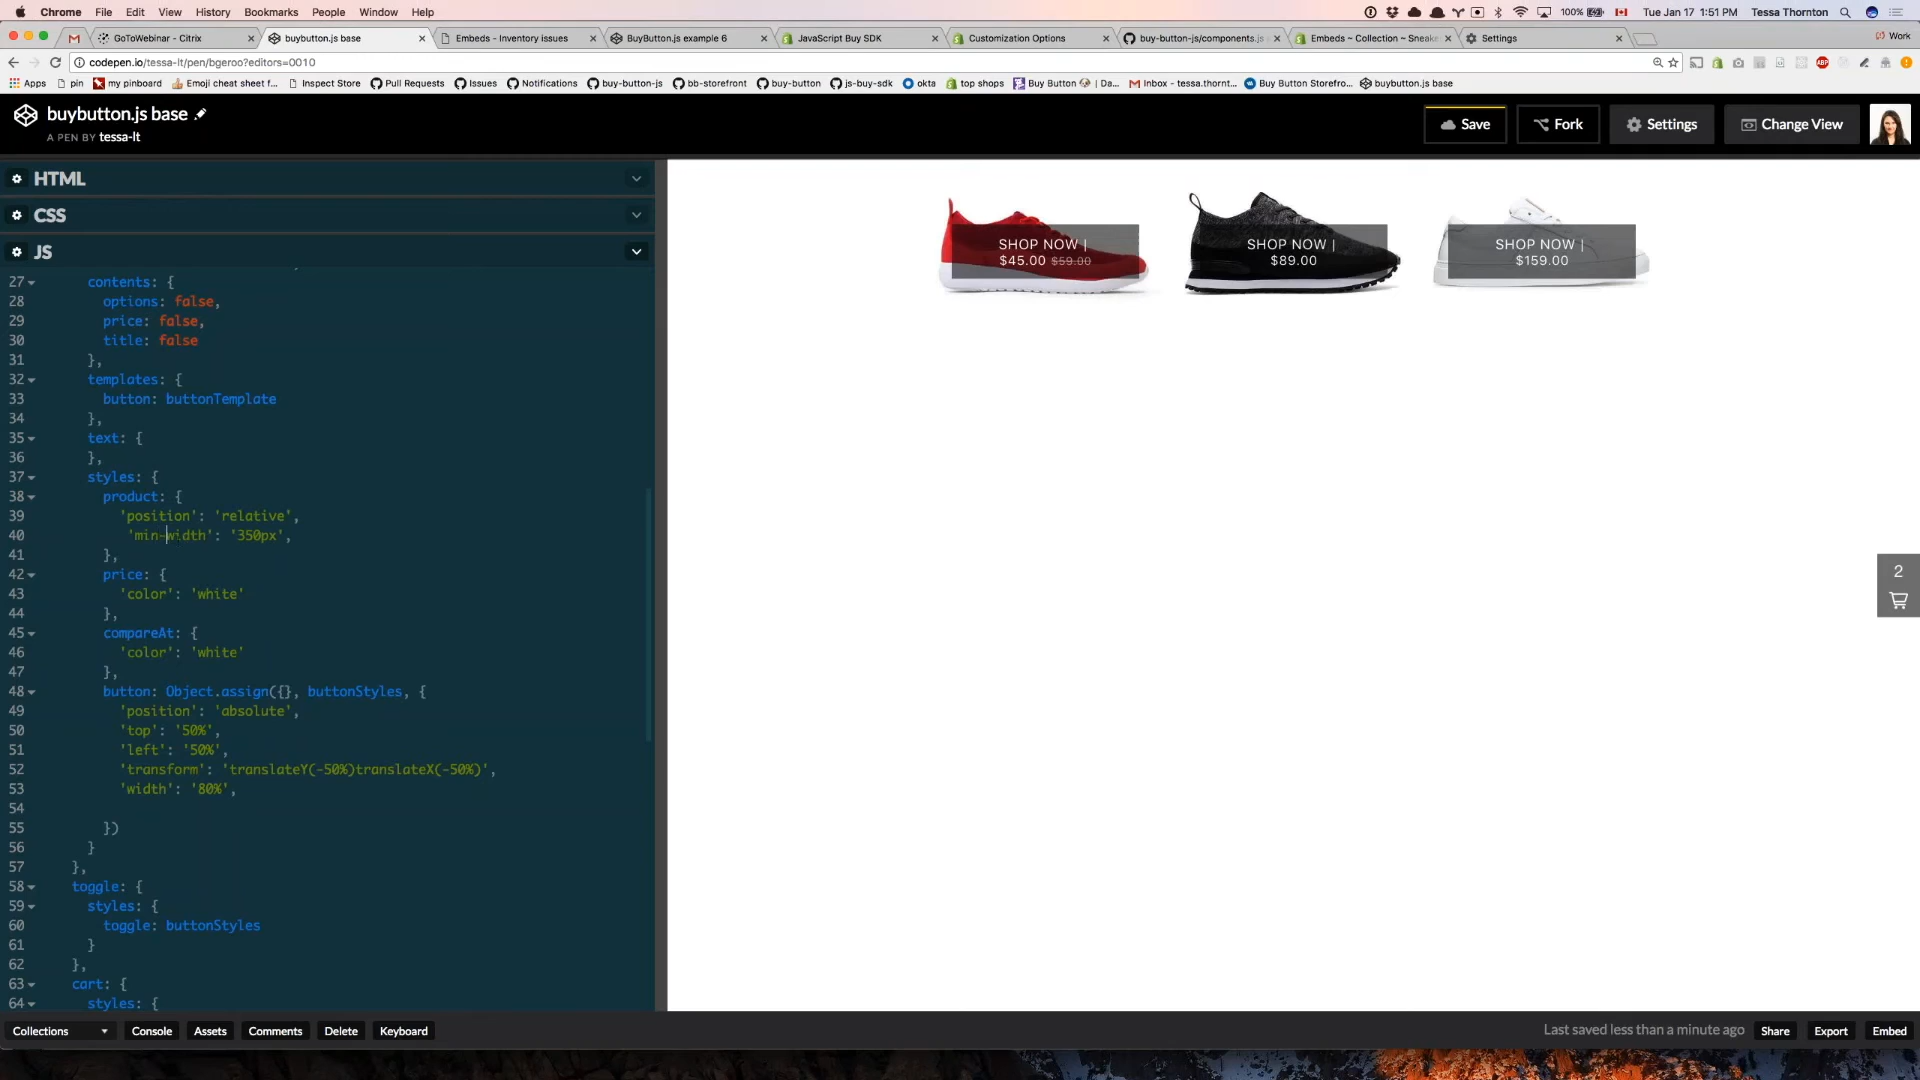 Chrome File Edit View History Bookmarks People Window Help 100% Tue Jan 17 1:51 PM Tessa Thornton
GoToWebinar - Citrix buybutton.js base Embeds - Inventory issues BuyButton.js example 6 JavaScript Buy SDK Customization Options buy-button-js/components.js Embeds ~ Collection ~ Sneake Settings Work
codepen.io/tessa-lt/pen/bgeroo?editors=0010
Apps pin my pinboard Emoji cheat sheet f... Inspect Store Pull Requests Issues Notifications buy-button-js bb-storefront buy-button js-buy-sdk okta top shops Buy Button | Da... Inbox - tessa.thornt... Buy Button Storefro... buybutton.js base
buybutton.js base
A PEN BY tessa-lt
Save Fork Settings Change View
HTML
CSS
JS
27 contents: {
28 options: false,
29 price: false,
30 title: false
31 },
32 templates: {
33 button: buttonTemplate
34 },
35 text: {
36 },
37 styles: {
38 product: {
39 'position': 'relative',
40 'min-width': '350px',
41 },
42 price: {
43 'color': 'white'
44 },
45 compareAt: {
46 'color': 'white'
47 },
48 button: Object.assign({}, buttonStyles, {
49 'position': 'absolute',
50 'top': '50%',
51 'left': '50%',
52 'transform': 'translateY(-50%)translateX(-50%)',
53 'width': '80%',
54
55 })
56 }
57 },
58 toggle: {
59 styles: {
60 toggle: buttonStyles
61 }
62 },
63 cart: {
64 styles: {
SHOP NOW |
$45.00 $59.00
SHOP NOW |
$89.00
SHOP NOW |
$159.00
2
Collections Console Assets Comments Delete Keyboard Last saved less than a minute ago Share Export Embed